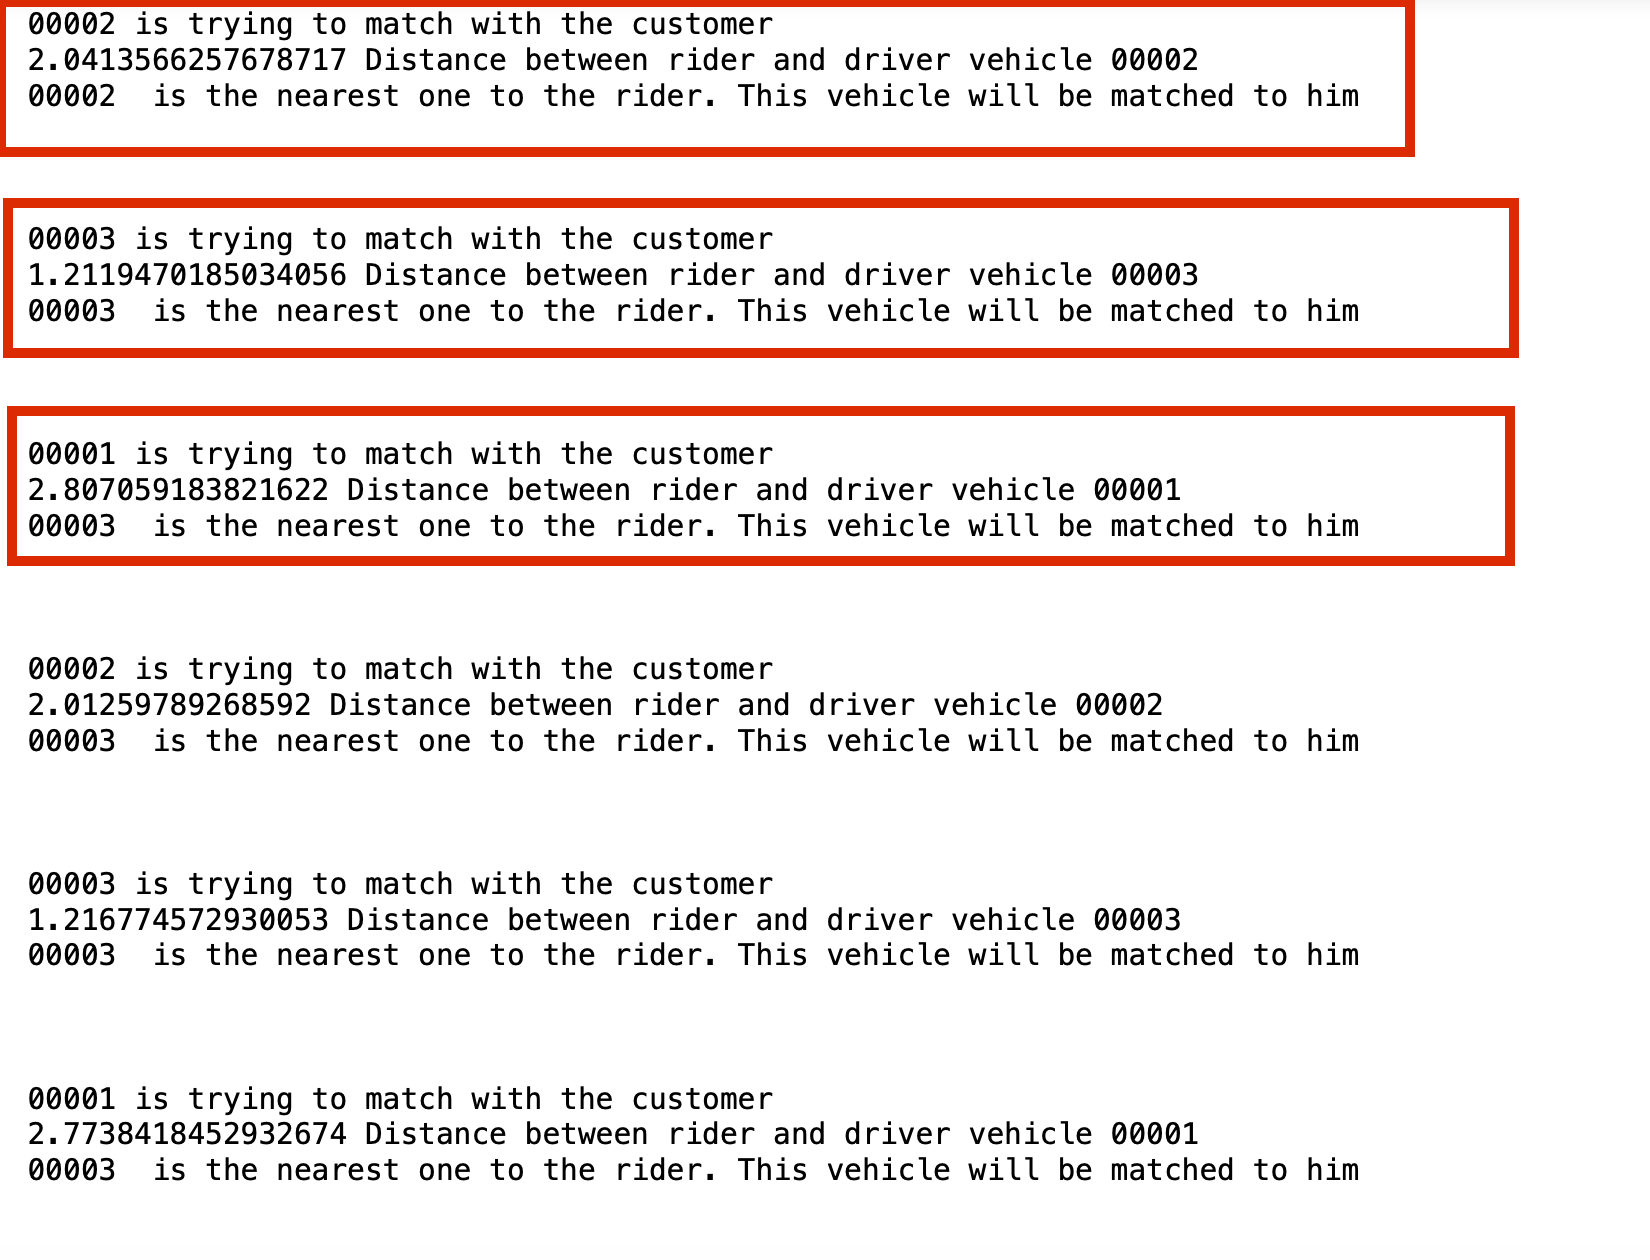 00002 is trying to match with the customer
2.0413566257678717 Distance between rider and driver vehicle 00002
00002  is the nearest one to the rider. This vehicle will be matched to him
00003 is trying to match with the customer
1.2119470185034056 Distance between rider and driver vehicle 00003
00003  is the nearest one to the rider. This vehicle will be matched to him
00001 is trying to match with the customer
2.807059183821622 Distance between rider and driver vehicle 00001
00003  is the nearest one to the rider. This vehicle will be matched to him
00002 is trying to match with the customer
2.01259789268592 Distance between rider and driver vehicle 00002
00003  is the nearest one to the rider. This vehicle will be matched to him
00003 is trying to match with the customer
1.216774572930053 Distance between rider and driver vehicle 00003
00003  is the nearest one to the rider. This vehicle will be matched to him
00001 is trying to match with the customer
2.7738418452932674 Distance between rider and driver vehicle 00001
00003  is the nearest one to the rider. This vehicle will be matched to him